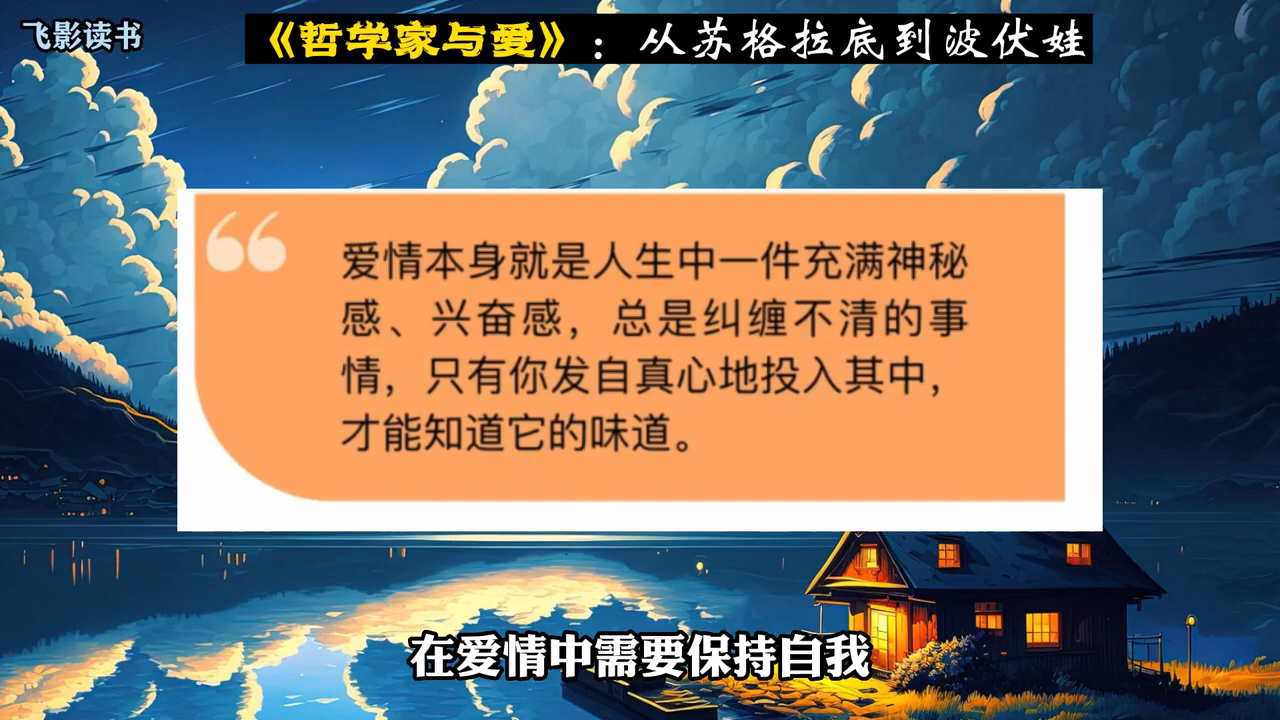 飞影读书
《哲学家与爱》：从苏格拉底到波伏娃
爱情本身就是人生中一件充满神秘
感、兴奋感，总是纠缠不清的事
情，只有你发自真心地投入其中，
才能知道它的味道。
在爱情中需要保持自我